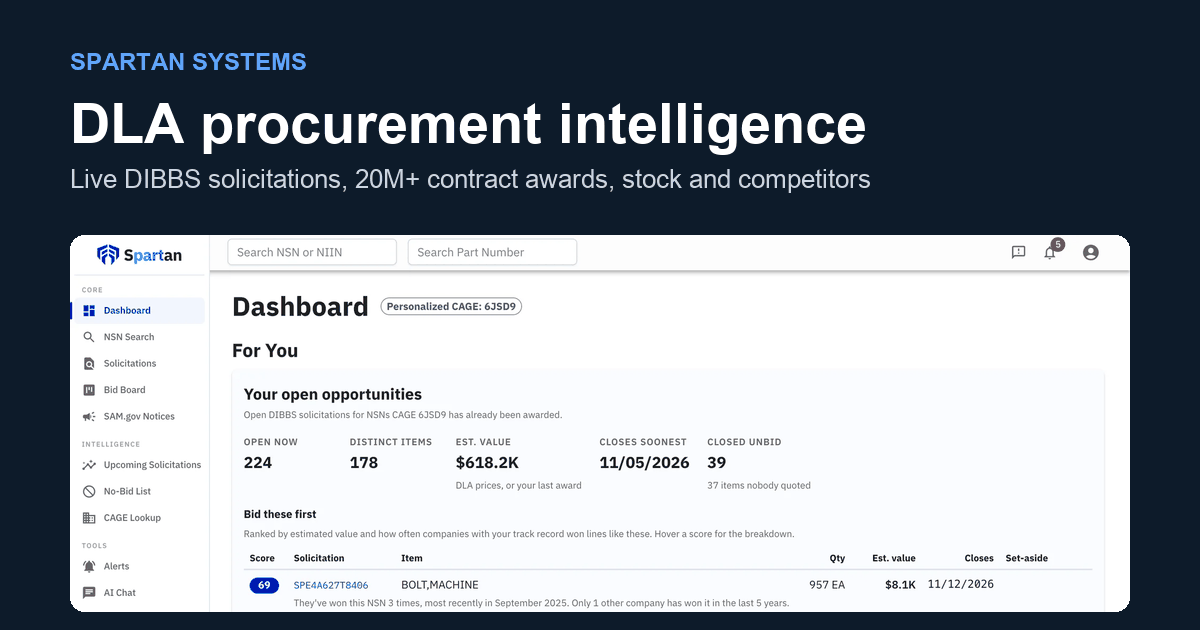 SPARTAN SYSTEMS
DLA procurement intelligence
Live DIBBS solicitations, 20M+ contract awards, stock and competitors
Spartan
Search NSN or NIIN
Search Part Number
5
CORE
Dashboard
NSN Search
Solicitations
Bid Board
SAM.gov Notices
INTELLIGENCE
Upcoming Solicitations
No-Bid List
CAGE Lookup
TOOLS
Alerts
AI Chat
Dashboard
Personalized CAGE: 6JSD9
For You
Your open opportunities
Open DIBBS solicitations for NSNs CAGE 6JSD9 has already been awarded.
OPEN NOW DISTINCT ITEMS EST. VALUE CLOSES SOONEST CLOSED UNBID
224 178 $618.2K 11/05/2026 39
DLA prices, or your last award 37 items nobody quoted
Bid these first
Ranked by estimated value and how often companies with your track record won lines like these. Hover a score for the breakdown.
Score Solicitation Item Qty Est. value Closes Set-aside
69 SPE4A627T8406 BOLT,MACHINE 957 EA $8.1K 11/12/2026
They've won this NSN 3 times, most recently in September 2025. Only 1 other company has won it in the last 5 years.